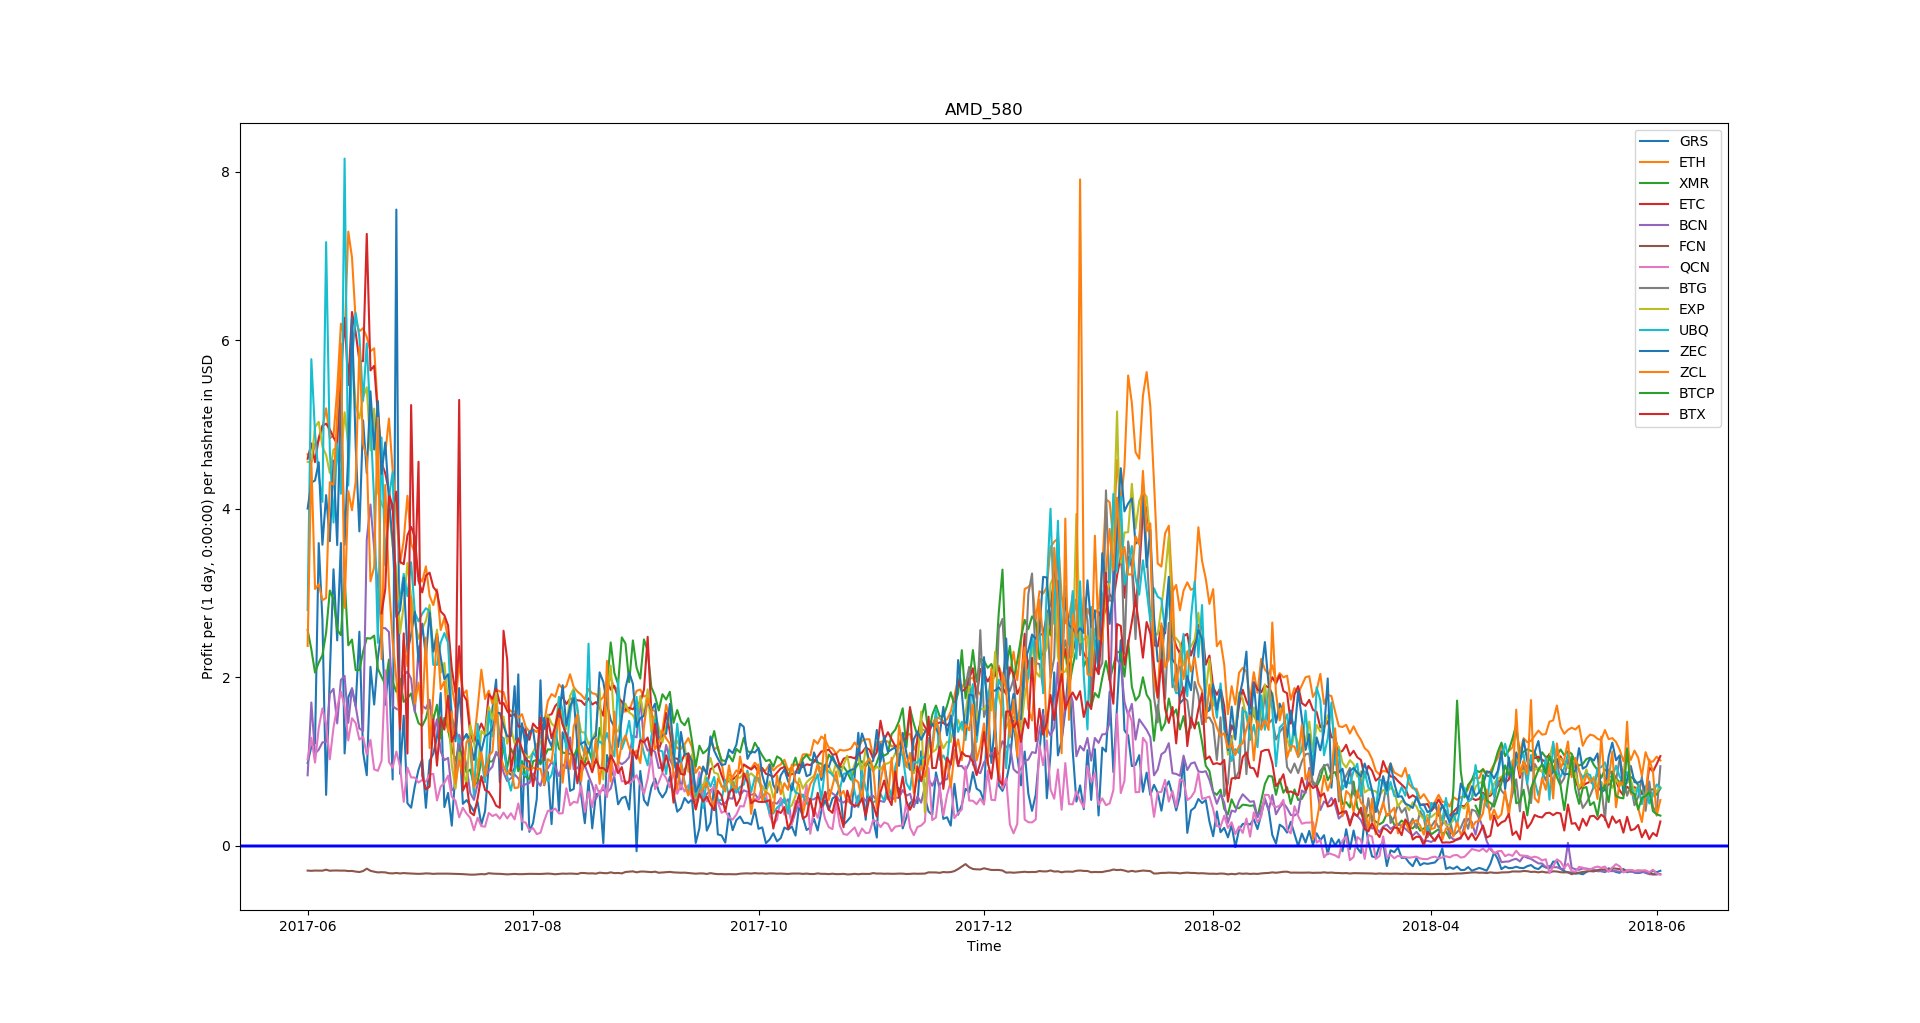 AMD_580
Profit per (1 day, 0:00:00) per hashrate in USD
8
6
4
2
0
GRS
ETH
XMR
ETC
BCN
FCN
QCN
BTG
EXP
UBQ
ZEC
ZCL
BTCP
BTX
2017-06 2017-08 2017-10 2017-12 2018-02 2018-04 2018-06
Time